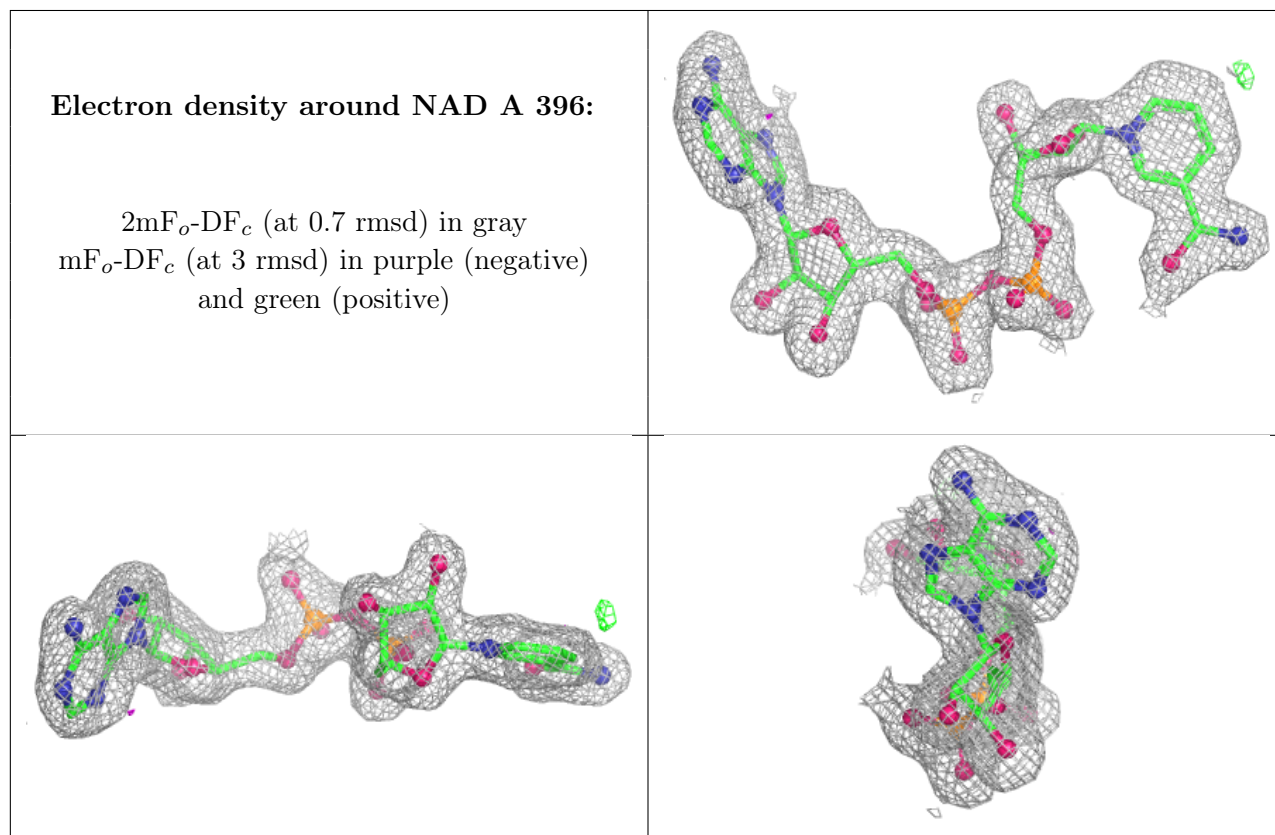 Electron density around NAD A 396:
2mFo-DFc (at 0.7 rmsd) in gray
mFo-DFc (at 3 rmsd) in purple (negative)
and green (positive)